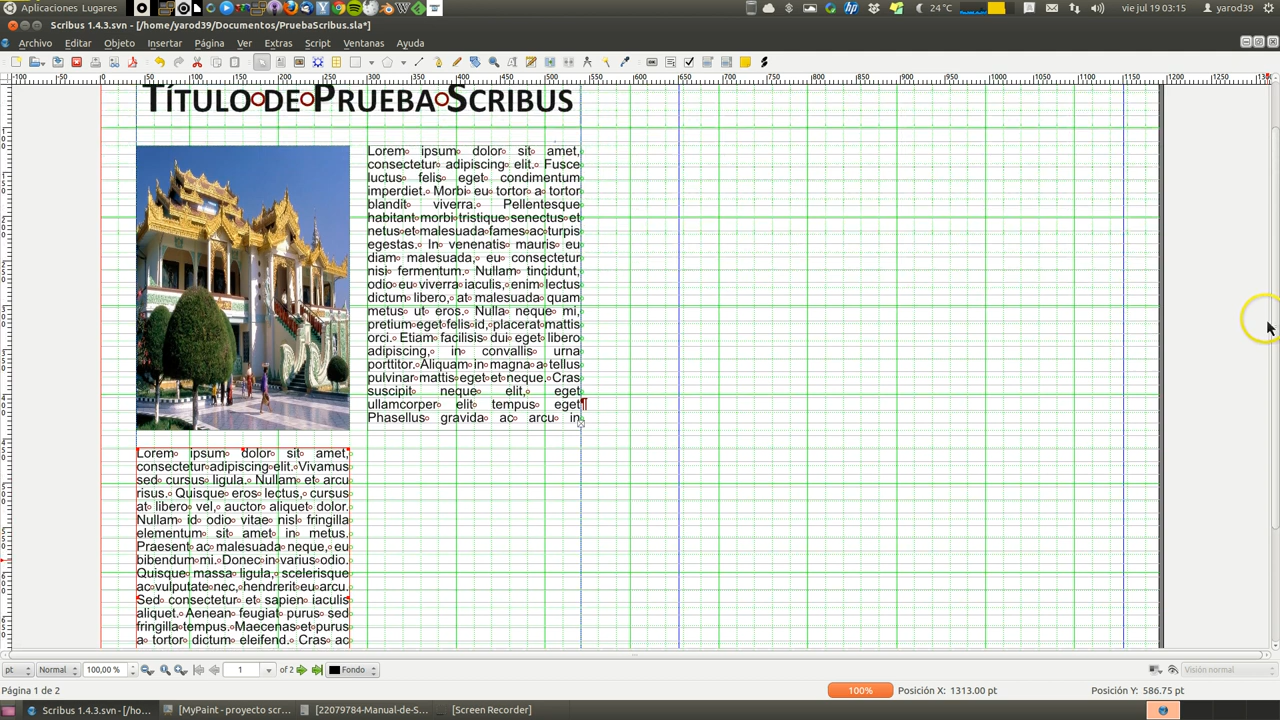 Aplicaciones Lugares
24°C
vie jul 19 03:15
yarod39
Scribus 1.4.3.svn - [/home/yarod39/Documentos/PruebaScribus.sla*]
Archivo Editar Objeto Insertar Página Ver Extras Script Ventanas Ayuda
TÍTULO DE PRUEBA SCRIBUS
Lorem ipsum dolor sit amet,
consectetur adipiscing elit. Fusce
luctus felis eget condimentum
imperdiet. Morbi eu tortor a tortor
blandit viverra. Pellentesque
habitant morbi tristique senectus et
netus et malesuada fames ac turpis
egestas. In venenatis mauris eu
diam malesuada, eu consectetur
nisi fermentum. Nullam tincidunt,
odio eu viverra iaculis, enim lectus
dictum libero, at malesuada quam
metus ut eros. Nulla neque mi,
pretium eget felis id, placerat mattis
orci. Etiam facilisis dui eget libero
adipiscing, in convallis urna
porttitor. Aliquam in magna a tellus
pulvinar mattis eget et neque. Cras
suscipit neque elit, eget
ullamcorper elit tempus eget¶
Phasellus gravida ac arcu in
Lorem ipsum dolor sit amet,
consectetur adipiscing elit. Vivamus
sed cursus ligula. Nullam et arcu
risus. Quisque eros lectus, cursus
at libero vel, auctor aliquet dolor.
Nullam id odio vitae nisl fringilla
elementum sit amet in metus.
Praesent ac malesuada neque, eu
bibendum mi. Donec in varius odio.
Quisque massa ligula, scelerisque
ac vulputate nec, hendrerit eu arcu.
Sed consectetur et sapien iaculis
aliquet. Aenean feugiat purus sed
fringilla tempus. Maecenas et purus
a tortor dictum eleifend. Cras ac
pt Normal 100,00 % 1 of 2 Fondo Visión normal
Página 1 de 2 100% Posición X: 1313.00 pt Posición Y: 586.75 pt
Scribus 1.4.3.svn - [/ho... [MyPaint - proyecto scr... [22079784-Manual-de-S... [Screen Recorder]